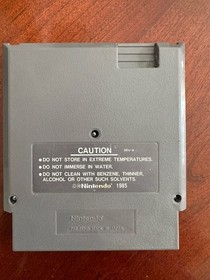 CAUTION
•DO NOT STORE IN EXTREME TEMPERATURES.
•DO NOT IMMERSE IN WATER.
•DO NOT CLEAN WITH BENZENE, THINNER,
ALCOHOL OR OTHER SUCH SOLVENTS.
©®Nintendo® 1985
Nintendo